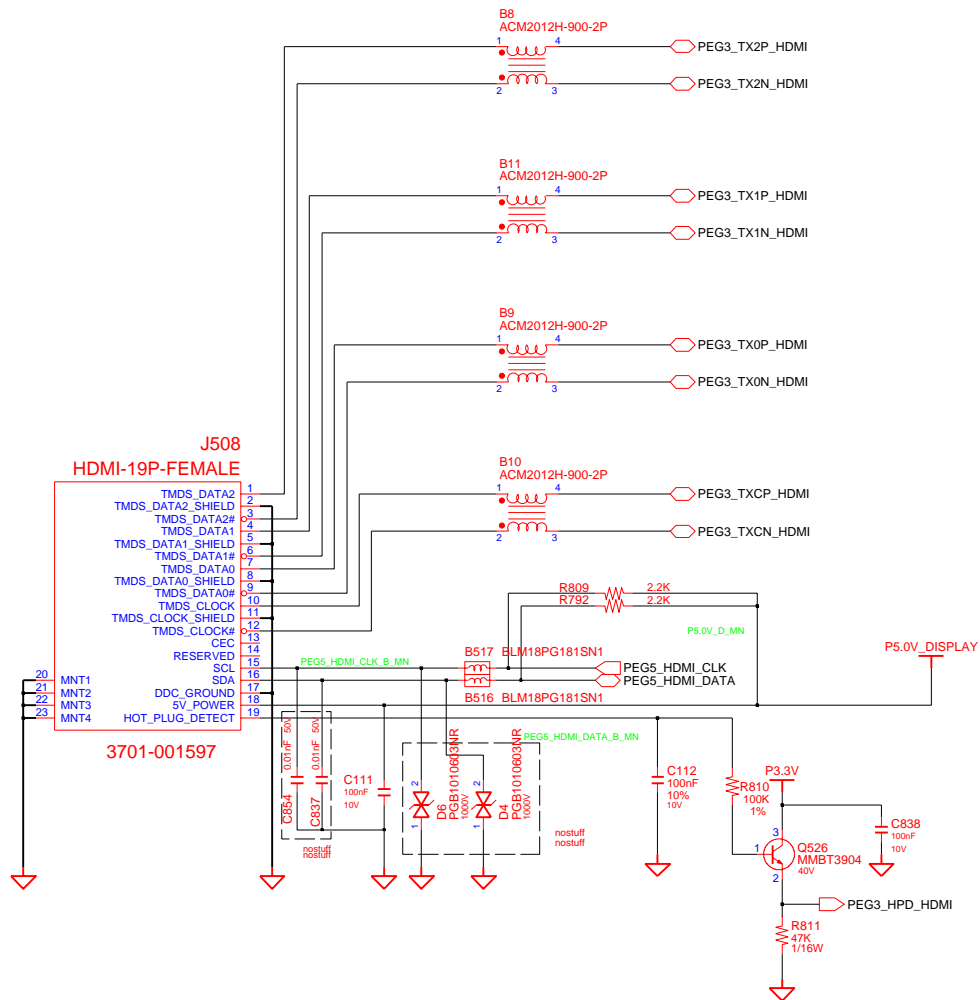 B8
ACM2012H-900-2P
1 4
PEG3_TX2P_HDMI
PEG3_TX2N_HDMI
2 3
B11
ACM2012H-900-2P
1 4
PEG3_TX1P_HDMI
PEG3_TX1N_HDMI
2 3
B9
ACM2012H-900-2P
1 4
PEG3_TX0P_HDMI
PEG3_TX0N_HDMI
2 3
B10
ACM2012H-900-2P
1 4
PEG3_TXCP_HDMI
PEG3_TXCN_HDMI
2 3
J508
HDMI-19P-FEMALE
TMDS_DATA2 1
TMDS_DATA2_SHIELD 2
TMDS_DATA2# 3
TMDS_DATA1 4
TMDS_DATA1_SHIELD 5
TMDS_DATA1# 6
TMDS_DATA0 7
TMDS_DATA0_SHIELD 8
TMDS_DATA0# 9
TMDS_CLOCK 10
TMDS_CLOCK_SHIELD 11
TMDS_CLOCK# 12
CEC 13
RESERVED 14
SCL 15
SDA 16
DDC_GROUND 17
5V_POWER 18
HOT_PLUG_DETECT 19
20 MNT1
21 MNT2
22 MNT3
23 MNT4
3701-001597
R809 2.2K
R792 2.2K
P5.0V_D_MN
P5.0V_DISPLAY
PEG5_HDMI_CLK_B_MN
B517 BLM18PG181SN1
PEG5_HDMI_CLK
PEG5_HDMI_DATA
B516 BLM18PG181SN1
PEG5_HDMI_DATA_B_MN
C854
0.01nF 50V
C837
0.01nF 50V
nostuff
nostuff
C111
100nF
10V
2
1
D6
PGB1010603NR
1000V
2
1
D4
PGB1010603NR
1000V
nostuff
nostuff
C112
100nF
10%
10V
R810
100K
1%
P3.3V
C838
100nF
10V
3
1
2
Q526
MMBT3904
40V
PEG3_HPD_HDMI
R811
47K
1/16W